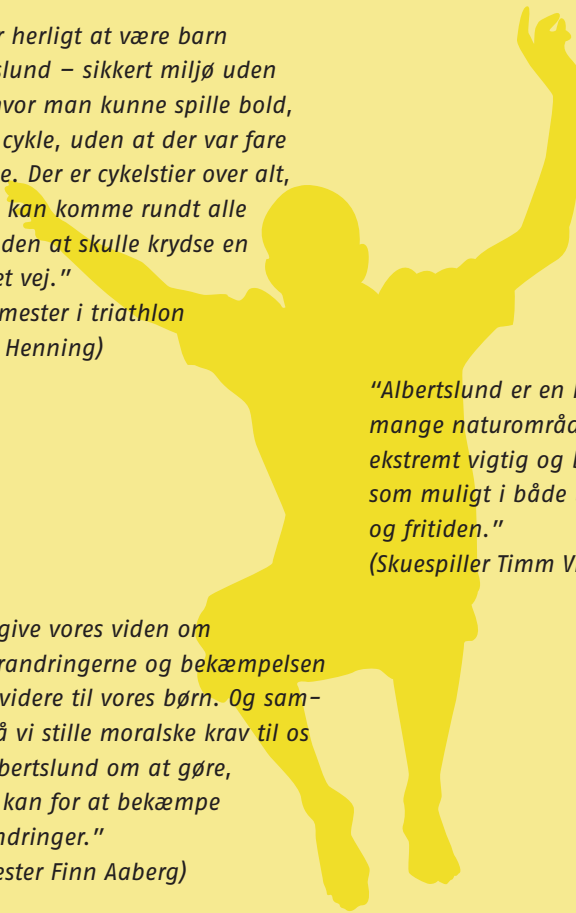 herligt at være barn
slund – sikkert miljø uden
hvor man kunne spille bold,
cykle, uden at der var fare
e. Der er cykelstier over alt,
kan komme rundt alle
den at skulle krydse en
et vej.”
mester i triathlon
Henning)
“Albertslund er en
mange naturområd
ekstremt vigtig og
som muligt i både
og fritiden.”
(Skuespiller Timm
give vores viden om
randringerne og bekæmpelsen
videre til vores børn. Og sam-
å vi stille moralske krav til os
bertslund om at gøre,
kan for at bekæmpe
ndringer.”
ester Finn Aaberg)